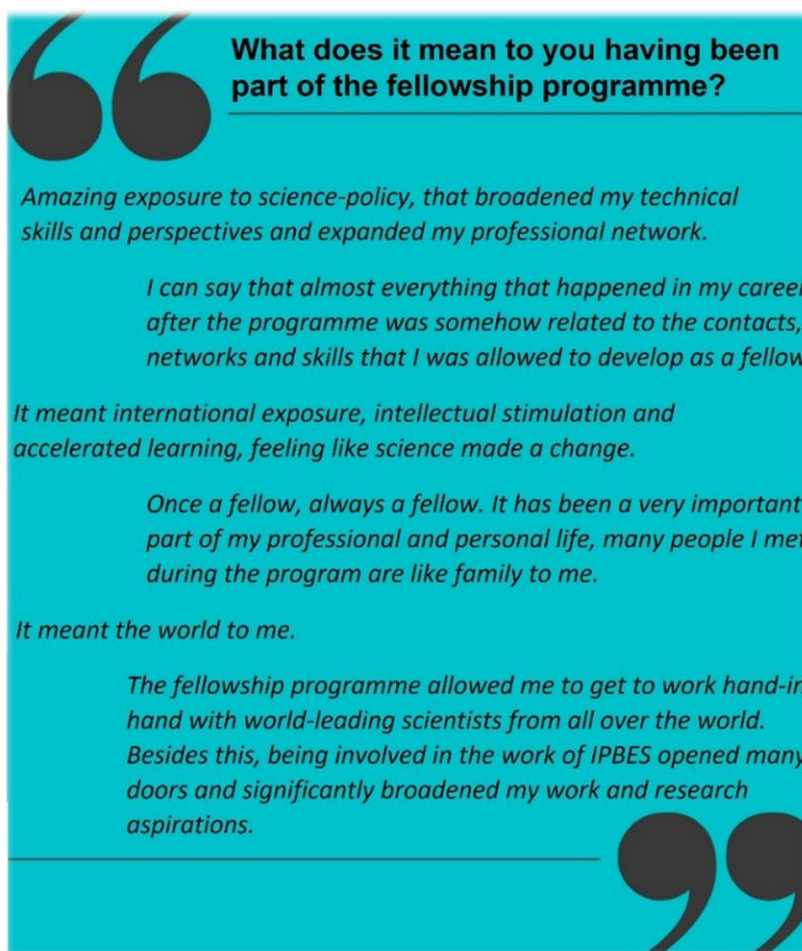 What does it mean to you having been
part of the fellowship programme?
Amazing exposure to science-policy, that broadened my technical
skills and perspectives and expanded my professional network.
I can say that almost everything that happened in my career
after the programme was somehow related to the contacts,
networks and skills that I was allowed to develop as a fellow
It meant international exposure, intellectual stimulation and
accelerated learning, feeling like science made a change.
Once a fellow, always a fellow. It has been a very important
part of my professional and personal life, many people I met
during the program are like family to me.
It meant the world to me.
The fellowship programme allowed me to get to work hand-in
hand with world-leading scientists from all over the world.
Besides this, being involved in the work of IPBES opened many
doors and significantly broadened my work and research
aspirations.